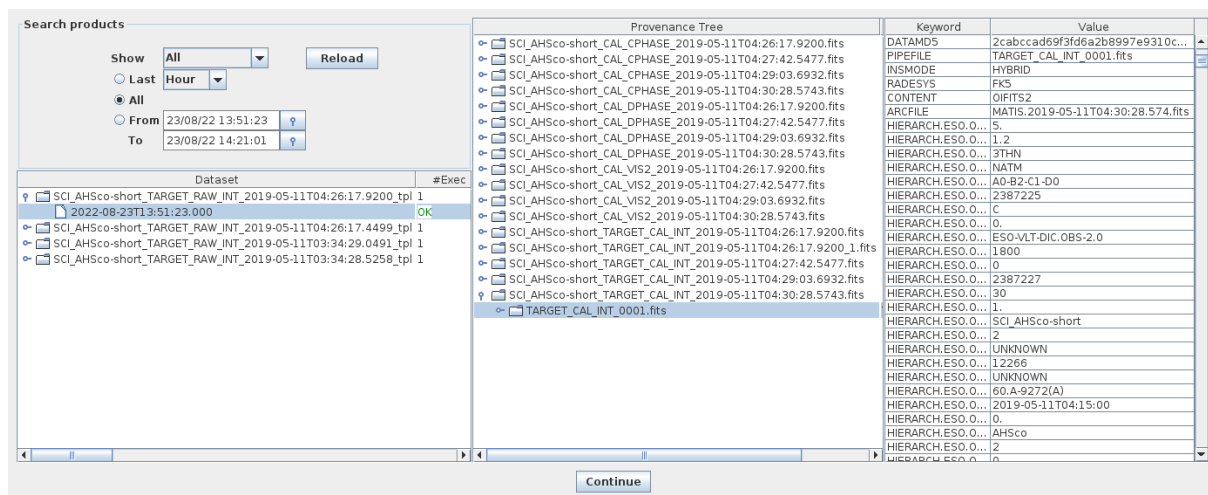 Search products
Show All Reload
Last Hour
All
From 23/08/22 13:51:23
To 23/08/22 14:21:01
Dataset #Exec
SCI_AHSco-short_TARGET_RAW_INT_2019-05-11T04:26:17.9200_tpl 1
2022-08-23T13:51:23.000 OK
SCI_AHSco-short_TARGET_RAW_INT_2019-05-11T04:26:17.4499_tpl 1
SCI_AHSco-short_TARGET_RAW_INT_2019-05-11T03:34:29.0491_tpl 1
SCI_AHSco-short_TARGET_RAW_INT_2019-05-11T03:34:28.5258_tpl 1
Provenance Tree
SCI_AHSco-short_CAL_CPHASE_2019-05-11T04:26:17.9200.fits
SCI_AHSco-short_CAL_CPHASE_2019-05-11T04:27:42.5477.fits
SCI_AHSco-short_CAL_CPHASE_2019-05-11T04:29:03.6932.fits
SCI_AHSco-short_CAL_CPHASE_2019-05-11T04:30:28.5743.fits
SCI_AHSco-short_CAL_DPHASE_2019-05-11T04:26:17.9200.fits
SCI_AHSco-short_CAL_DPHASE_2019-05-11T04:27:42.5477.fits
SCI_AHSco-short_CAL_DPHASE_2019-05-11T04:29:03.6932.fits
SCI_AHSco-short_CAL_DPHASE_2019-05-11T04:30:28.5743.fits
SCI_AHSco-short_CAL_VIS2_2019-05-11T04:26:17.9200.fits
SCI_AHSco-short_CAL_VIS2_2019-05-11T04:27:42.5477.fits
SCI_AHSco-short_CAL_VIS2_2019-05-11T04:29:03.6932.fits
SCI_AHSco-short_CAL_VIS2_2019-05-11T04:30:28.5743.fits
SCI_AHSco-short_TARGET_CAL_INT_2019-05-11T04:26:17.9200.fits
SCI_AHSco-short_TARGET_CAL_INT_2019-05-11T04:26:17.9200_1.fits
SCI_AHSco-short_TARGET_CAL_INT_2019-05-11T04:27:42.5477.fits
SCI_AHSco-short_TARGET_CAL_INT_2019-05-11T04:29:03.6932.fits
SCI_AHSco-short_TARGET_CAL_INT_2019-05-11T04:30:28.5743.fits
TARGET_CAL_INT_0001.fits
Keyword Value
DATAMD5 2cabccad69f3fd6a2b8997e9310c...
PIPEFILE TARGET_CAL_INT_0001.fits
INSMODE HYBRID
RADESYS FK5
CONTENT OIFITS2
ARCFILE MATIS.2019-05-11T04:30:28.574.fits
HIERARCH.ESO.O... 5.
HIERARCH.ESO.O... 1.2
HIERARCH.ESO.O... 3THN
HIERARCH.ESO.O... NATM
HIERARCH.ESO.O... A0-B2-C1-D0
HIERARCH.ESO.O... 2387225
HIERARCH.ESO.O... C
HIERARCH.ESO.O... 0.
HIERARCH.ESO.O... ESO-VLT-DIC.OBS-2.0
HIERARCH.ESO.O... 1800
HIERARCH.ESO.O... 0
HIERARCH.ESO.O... 2387227
HIERARCH.ESO.O... 30
HIERARCH.ESO.O... 1.
HIERARCH.ESO.O... SCI_AHSco-short
HIERARCH.ESO.O... 2
HIERARCH.ESO.O... UNKNOWN
HIERARCH.ESO.O... 12266
HIERARCH.ESO.O... UNKNOWN
HIERARCH.ESO.O... 60.A-9272(A)
HIERARCH.ESO.O... 2019-05-11T04:15:00
HIERARCH.ESO.O... 0.
HIERARCH.ESO.O... AHSco
HIERARCH.ESO.O... 2
HIERARCH.ESO.O... 0
Continue